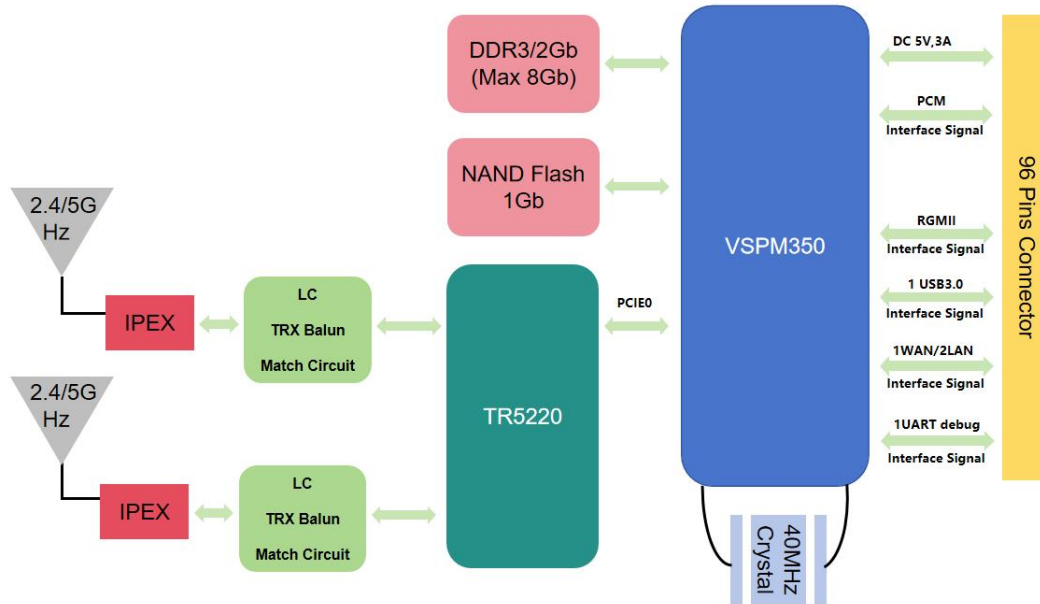 DDR3/2Gb
(Max 8Gb)
NAND Flash
1Gb
VSPM350
DC 5V,3A
PCM
Interface Signal
RGMII
Interface Signal
1 USB3.0
Interface Signal
1WAN/2LAN
Interface Signal
1UART debug
Interface Signal
96 Pins Connector
2.4/5G
Hz
IPEX
LC
TRX Balun
Match Circuit
TR5220
PCIE0
2.4/5G
Hz
IPEX
LC
TRX Balun
Match Circuit
40MHz
Crystal